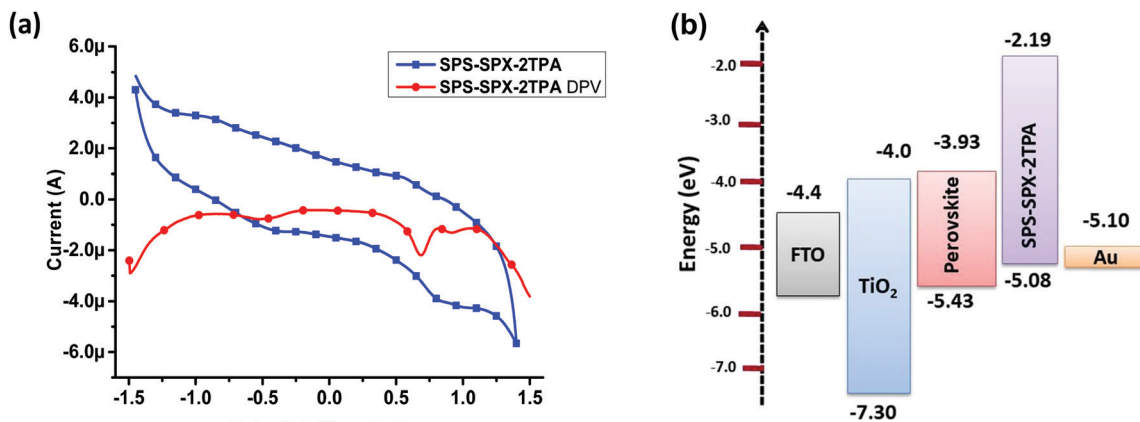 (a)
6.0µ
4.0µ
2.0µ
0.0
-2.0µ
-4.0µ
-6.0µ
Current (A)
SPS-SPX-2TPA
SPS-SPX-2TPA DPV
-1.5 -1.0 -0.5 0.0 0.5 1.0 1.5
(b)
Energy (eV)
-2.0
-3.0
-4.0
-5.0
-6.0
-7.0
-4.4
FTO
-4.0
TiO₂
-7.30
-3.93
Perovskite
-5.43
-2.19
SPS-SPX-2TPA
-5.08
-5.10
Au